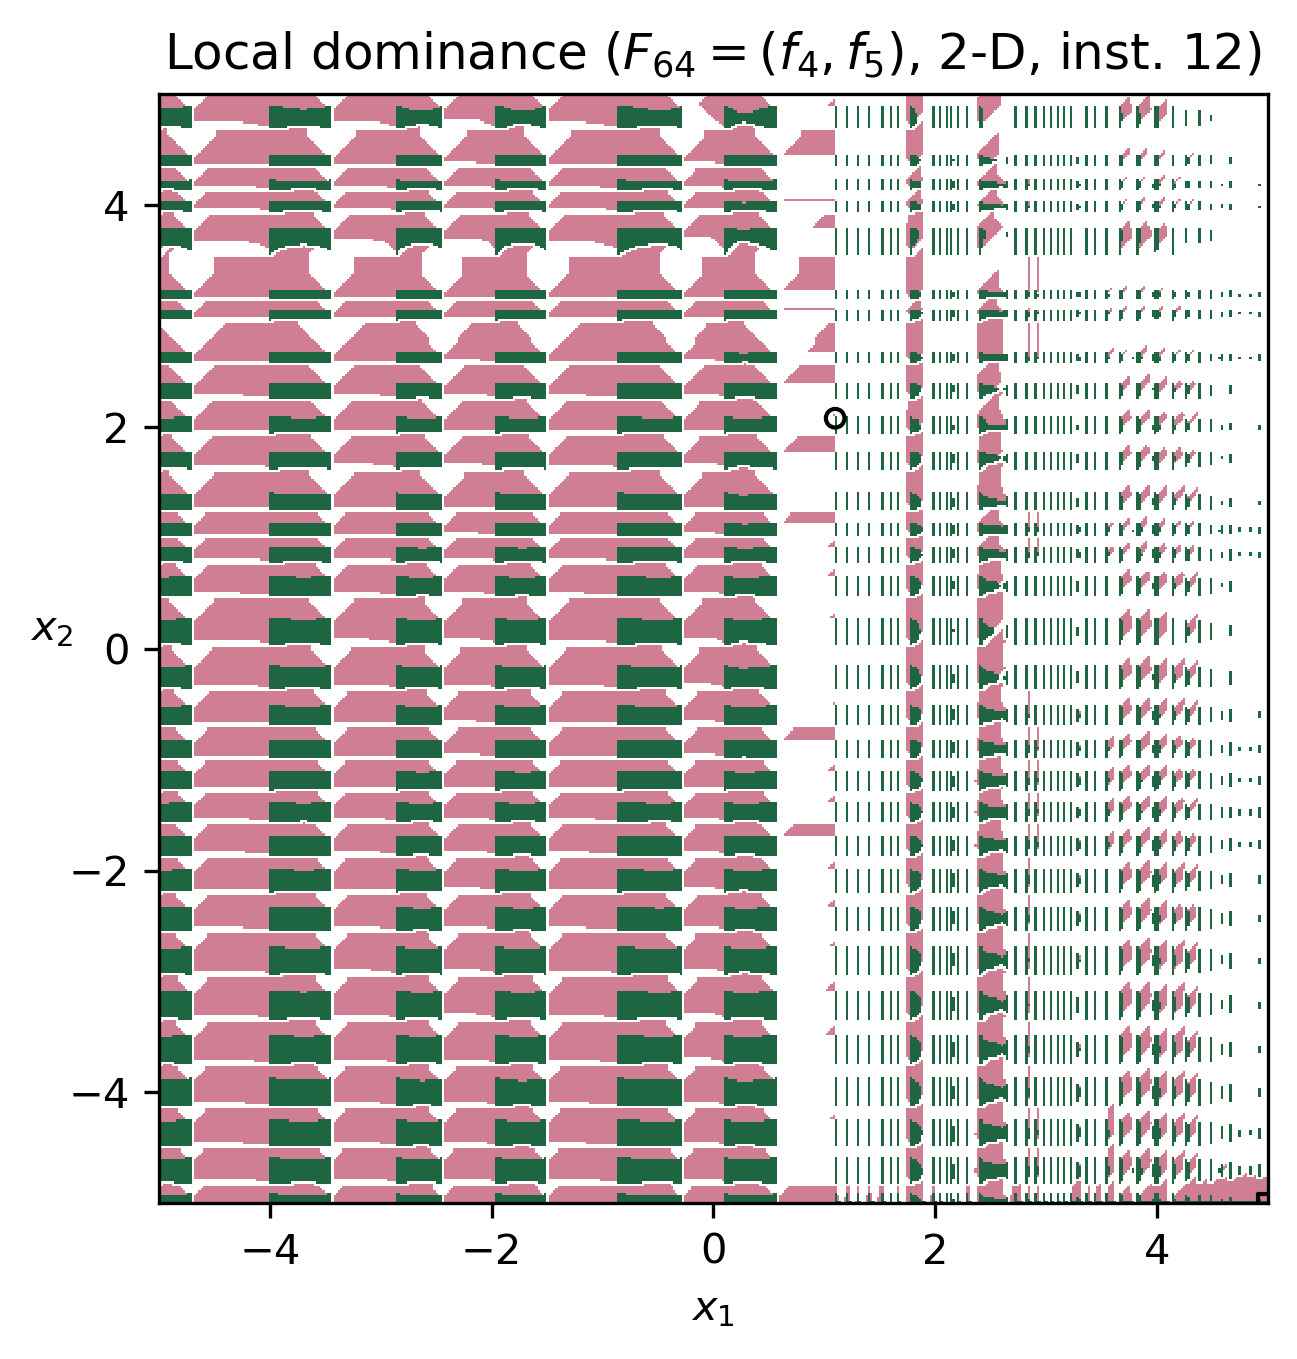 Local dominance (F₆₄ = (f₄, f₅), 2-D, inst. 12)
4
2
x₂
0
−2
−4
−4 −2 0 2 4
x₁